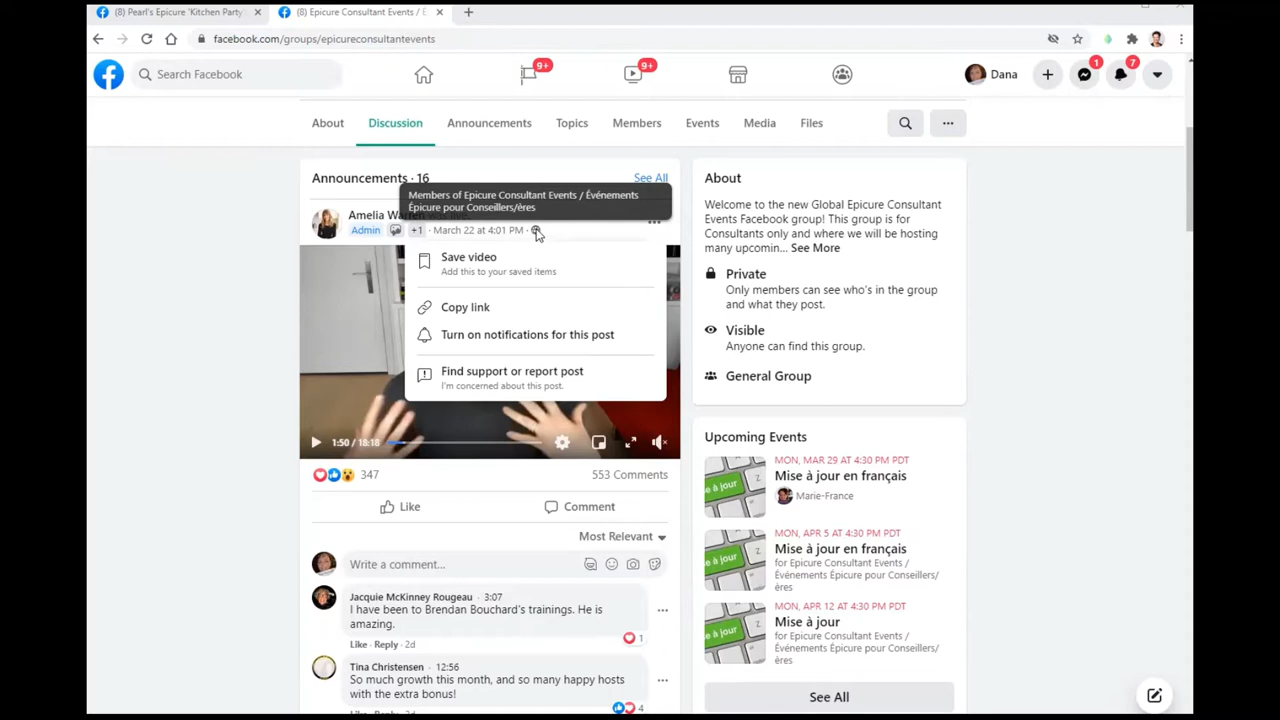 (8) Pearl's Epicure 'Kitchen Party'
(8) Epicure Consultant Events / É
facebook.com/groups/epicureconsultantevents
Search Facebook
9+
9+
Dana
1
7
About
Discussion
Announcements
Topics
Members
Events
Media
Files
Announcements · 16
See All
Members of Epicure Consultant Events / Événements
Épicure pour Conseillers/ères
Amelia Warren
Admin
+1
March 22 at 4:01 PM ·
Save video
Add this to your saved items
Copy link
Turn on notifications for this post
Find support or report post
I'm concerned about this post.
1:50 / 18:18
347
553 Comments
Like
Comment
Most Relevant
Write a comment...
Jacquie McKinney Rougeau · 3:07
I have been to Brendan Bouchard's trainings. He is
amazing.
1
Like · Reply · 2d
Tina Christensen · 12:56
So much growth this month, and so many happy hosts
with the extra bonus!
4
Like · Reply · 2d
About
Welcome to the new Global Epicure Consultant
Events Facebook group! This group is for
Consultants only and where we will be hosting
many upcomin... See More
Private
Only members can see who's in the group
and what they post.
Visible
Anyone can find this group.
General Group
Upcoming Events
MON, MAR 29 AT 4:30 PM PDT
Mise à jour en français
Marie-France
MON, APR 5 AT 4:30 PM PDT
Mise à jour en français
for Epicure Consultant Events /
Événements Épicure pour Conseillers/
ères
MON, APR 12 AT 4:30 PM PDT
Mise à jour
for Epicure Consultant Events /
Événements Épicure pour Conseillers/
ères
See All